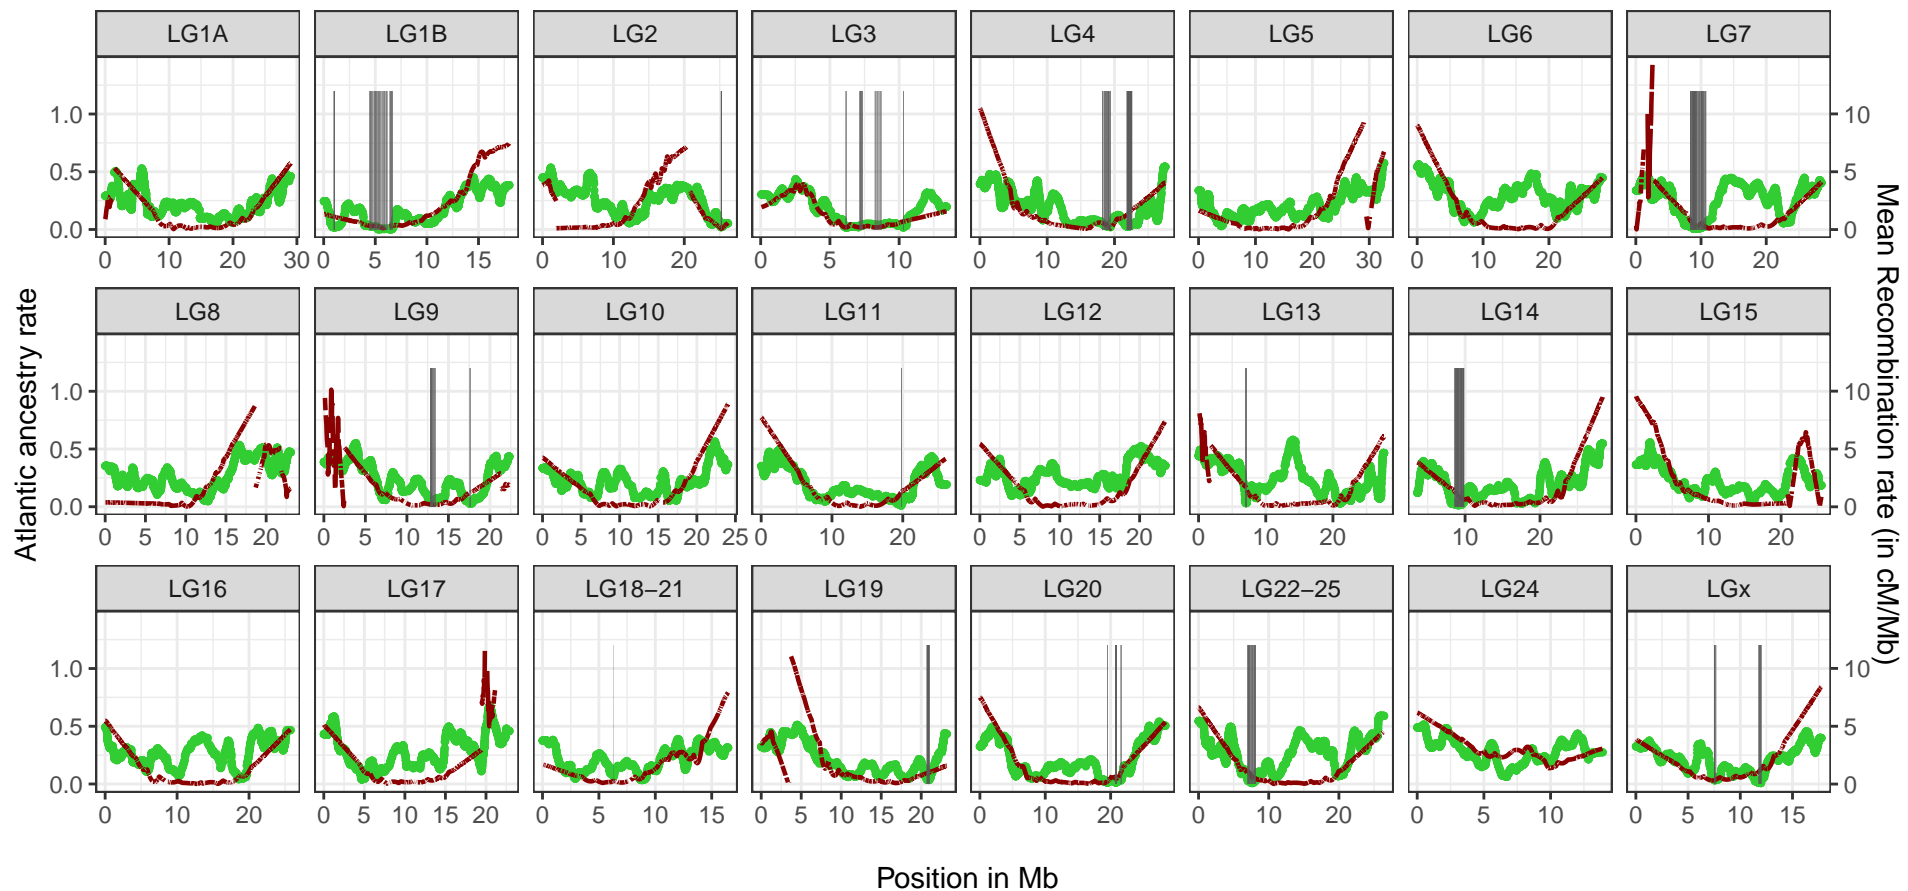 LG1A LG1B LG2 LG3 LG4 LG5 LG6 LG7
1.0 10
0.5 5
0.0 0
0 10 20 30 0 5 10 15 0 10 20 0 5 10 0 10 20 0 10 20 30 0 10 20 0 10 20
LG8 LG9 LG10 LG11 LG12 LG13 LG14 LG15
1.0 10
0.5 5
0.0 0
0 5 10 15 20 0 5 10 15 20 0 5 10 15 20 25 0 10 20 0 5 10 15 20 0 10 20 10 20 0 10 20
LG16 LG17 LG18−21 LG19 LG20 LG22−25 LG24 LGx
1.0 10
0.5 5
0.0 0
0 10 20 0 5 10 15 20 0 5 10 15 0 5 10 15 20 0 10 20 0 10 20 0 10 0 5 10 15
Position in Mb
Atlantic ancestry rate
Mean Recombination rate (in cM/Mb)